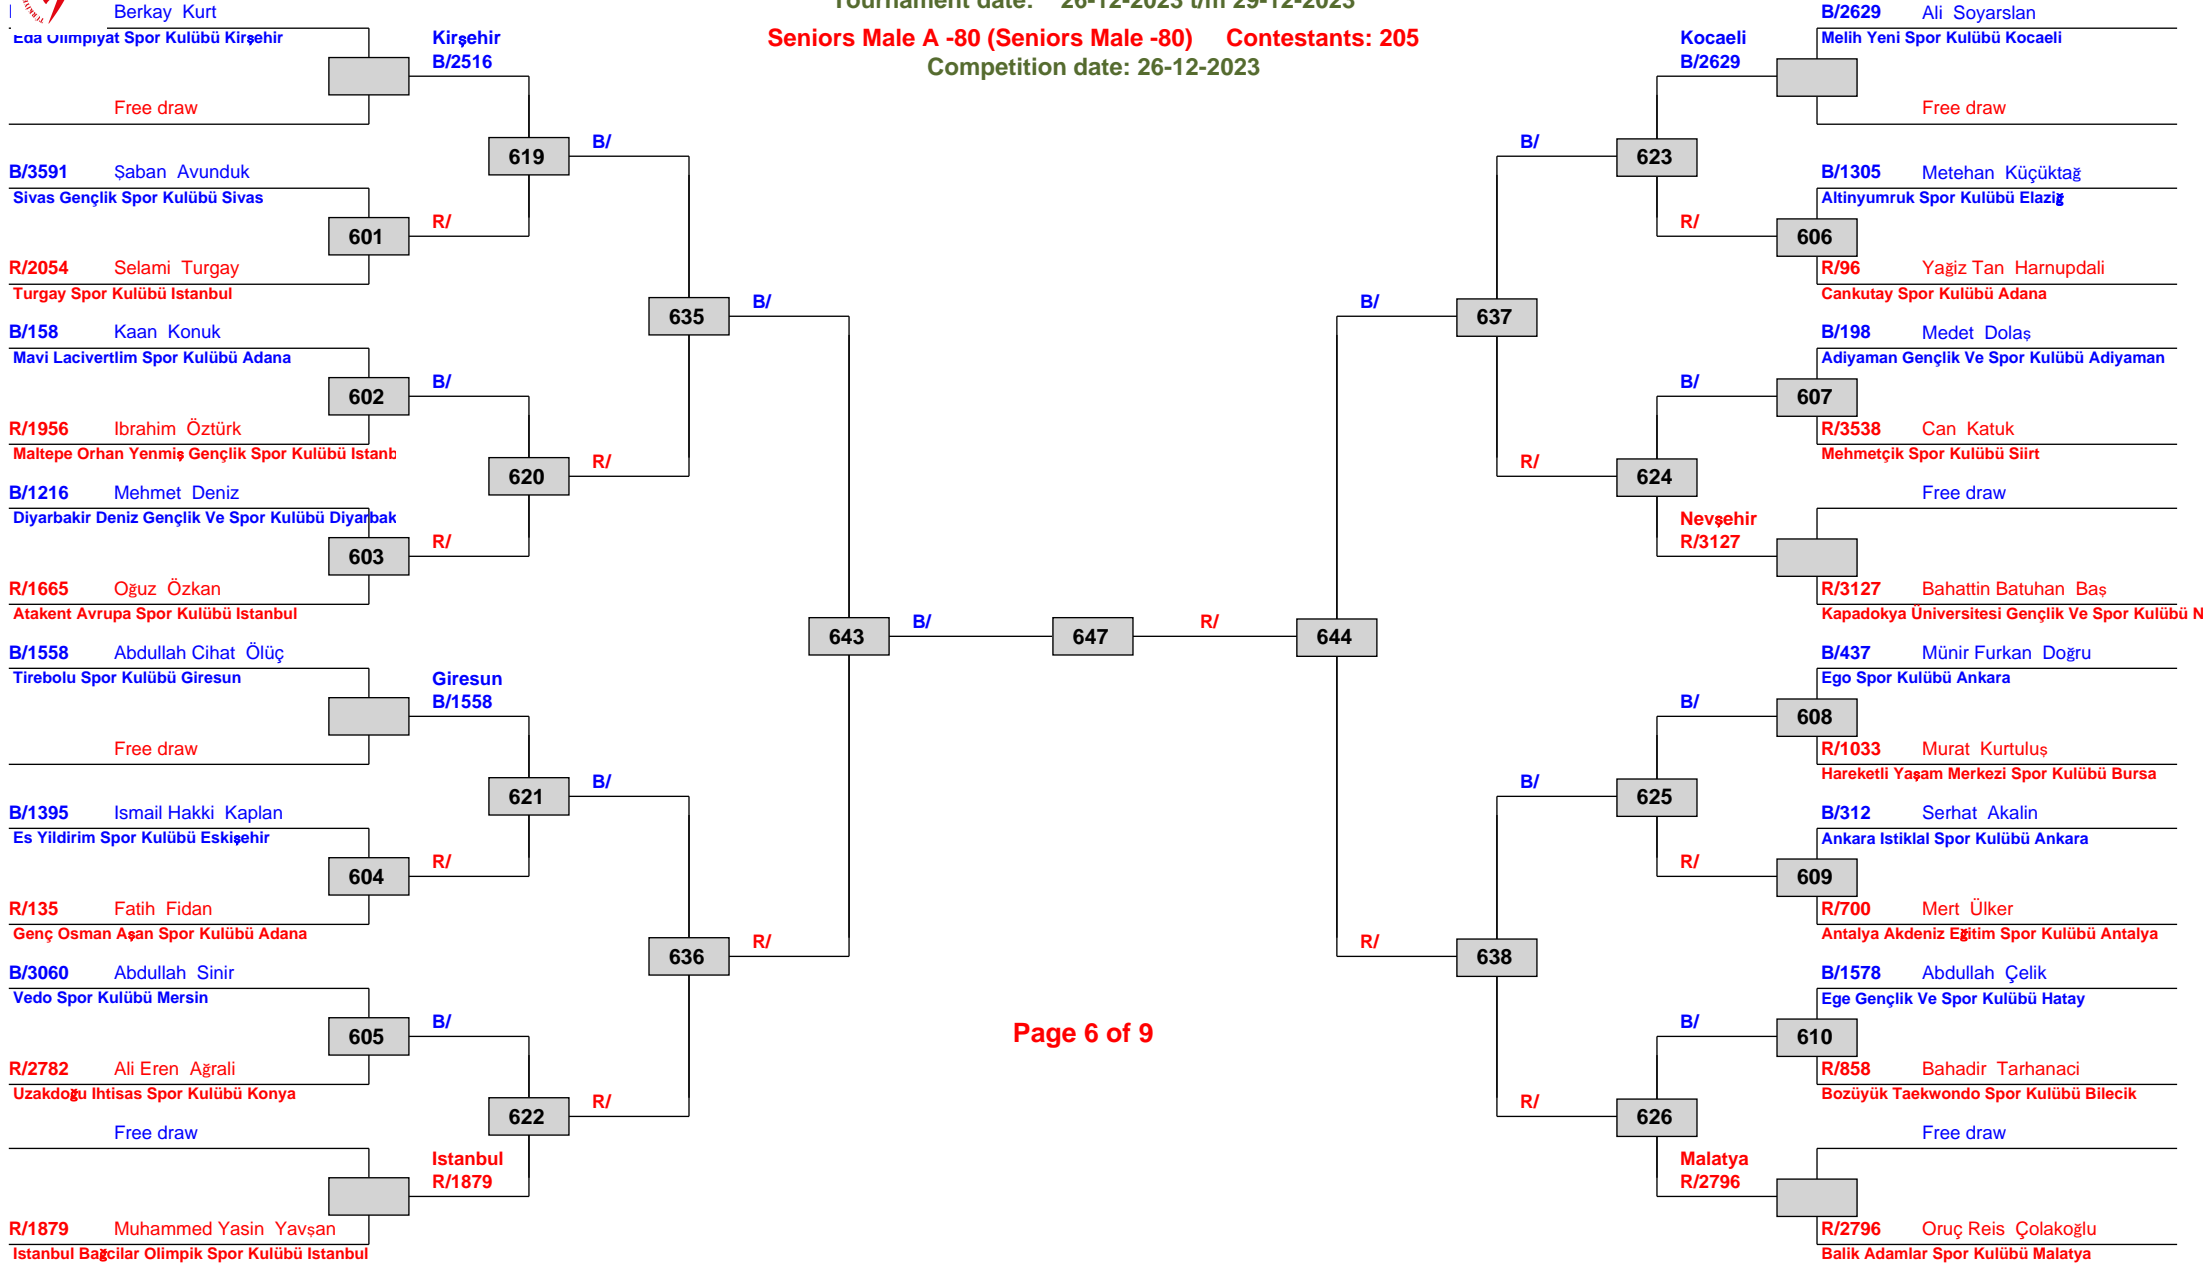 Tournament date: 26-12-2023 t/m 29-12-2023
Seniors Male A -80 (Seniors Male -80) Contestants: 205
Competition date: 26-12-2023
Berkay Kurt
Eda Olimpiyat Spor Kulübü Kirşehir
Kirşehir
B/2516
Free draw
619
B/
B/3591 Şaban Avunduk
Sivas Gençlik Spor Kulübü Sivas
601
R/
R/2054 Selami Turgay
Turgay Spor Kulübü Istanbul
635
B/
B/158 Kaan Konuk
Mavi Lacivertlim Spor Kulübü Adana
602
B/
R/1956 Ibrahim Öztürk
Maltepe Orhan Yenmiş Gençlik Spor Kulübü Istanb
620
R/
B/1216 Mehmet Deniz
Diyarbakir Deniz Gençlik Ve Spor Kulübü Diyarbak
603
R/
R/1665 Oğuz Özkan
Atakent Avrupa Spor Kulübü Istanbul
643
B/
647
R/
644
B/1558 Abdullah Cihat Ölüç
Tirebolu Spor Kulübü Giresun
Giresun
B/1558
Free draw
621
B/
B/1395 Ismail Hakki Kaplan
Es Yildirim Spor Kulübü Eskişehir
604
R/
R/135 Fatih Fidan
Genç Osman Aşan Spor Kulübü Adana
636
R/
B/3060 Abdullah Sinir
Vedo Spor Kulübü Mersin
605
B/
R/2782 Ali Eren Ağrali
Uzakdoğu Ihtisas Spor Kulübü Konya
622
R/
Free draw
Istanbul
R/1879
R/1879 Muhammed Yasin Yavşan
Istanbul Bağcilar Olimpik Spor Kulübü Istanbul
Page 6 of 9
B/2629 Ali Soyarslan
Melih Yeni Spor Kulübü Kocaeli
Kocaeli
B/2629
Free draw
B/
623
B/1305 Metehan Küçüktağ
Altinyumruk Spor Kulübü Elaziğ
R/
606
R/96 Yağiz Tan Harnupdali
Cankutay Spor Kulübü Adana
B/
637
B/198 Medet Dolaş
Adiyaman Gençlik Ve Spor Kulübü Adiyaman
B/
607
R/3538 Can Katuk
Mehmetçik Spor Kulübü Siirt
R/
624
Free draw
Nevşehir
R/3127
R/3127 Bahattin Batuhan Baş
Kapadokya Üniversitesi Gençlik Ve Spor Kulübü N
B/437 Münir Furkan Doğru
Ego Spor Kulübü Ankara
B/
608
R/1033 Murat Kurtuluş
Hareketli Yaşam Merkezi Spor Kulübü Bursa
B/
625
B/312 Serhat Akalin
Ankara Istiklal Spor Kulübü Ankara
R/
609
R/700 Mert Ülker
Antalya Akdeniz Eğitim Spor Kulübü Antalya
R/
638
B/1578 Abdullah Çelik
Ege Gençlik Ve Spor Kulübü Hatay
B/
610
R/858 Bahadir Tarhanaci
Bozüyük Taekwondo Spor Kulübü Bilecik
R/
626
Free draw
Malatya
R/2796
R/2796 Oruç Reis Çolakoğlu
Balik Adamlar Spor Kulübü Malatya